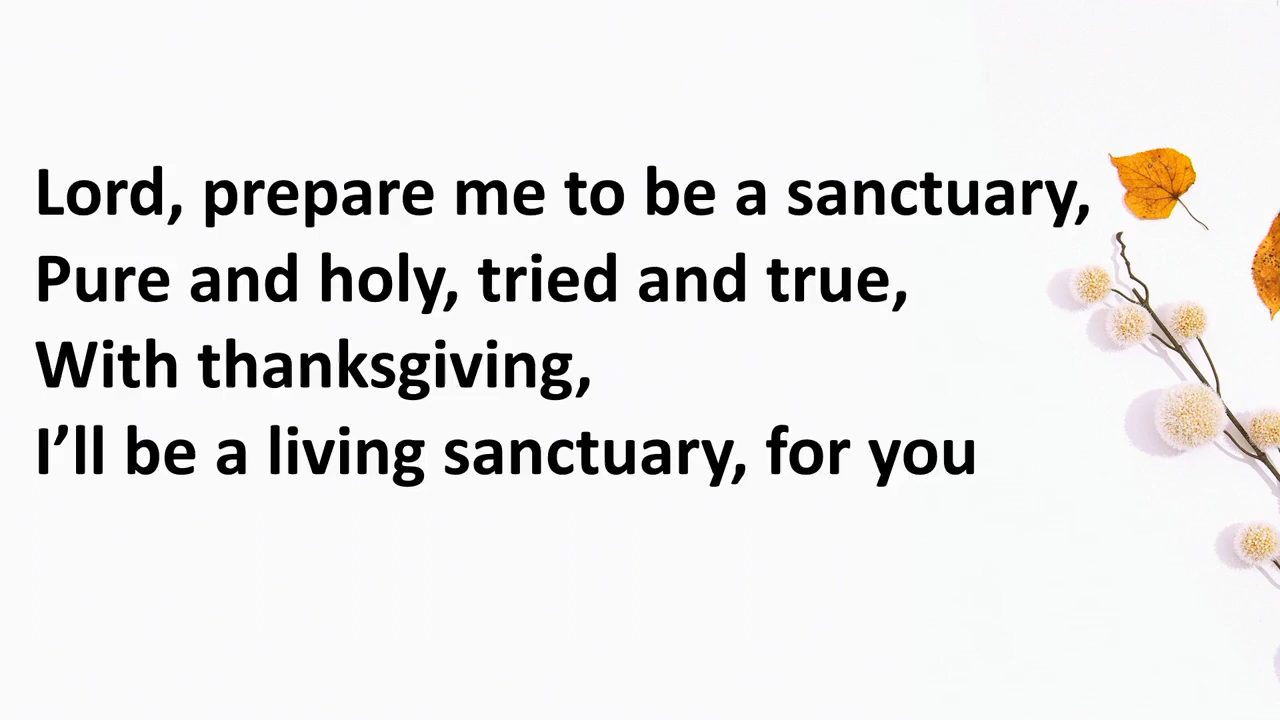 Lord, prepare me to be a sanctuary,
Pure and holy, tried and true,
With thanksgiving,
I’ll be a living sanctuary, for you